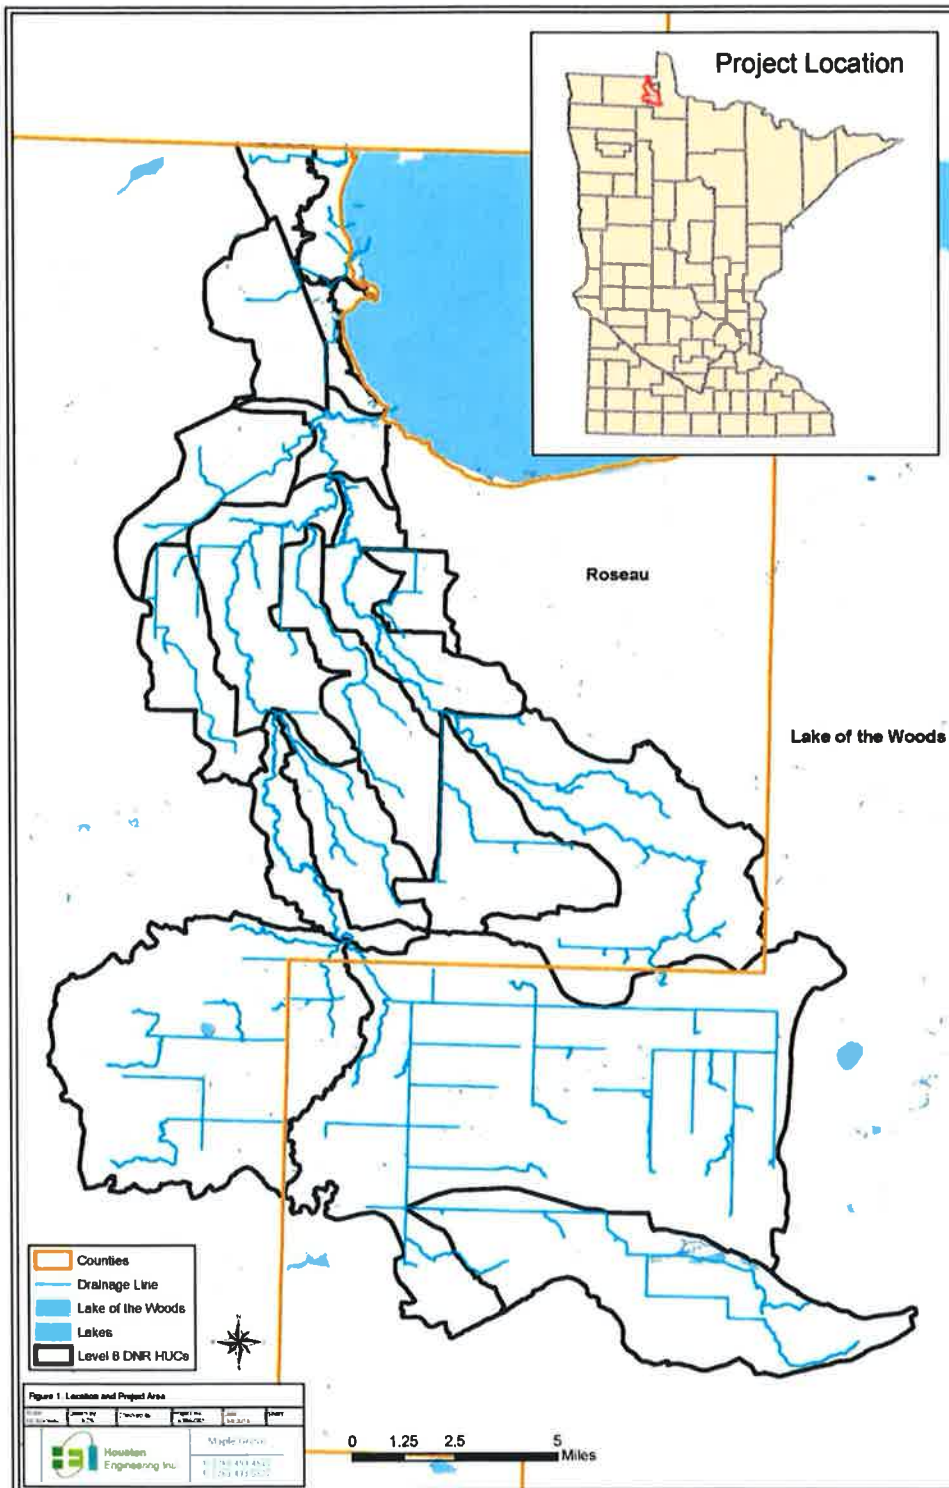 Project Location
Roseau
Lake of the Woods
Counties
Drainage Line
Lake of the Woods
Lakes
Level 8 DNR HUCs
N
Figure 1. Location and Project Area
Houston
Engineering Inc.
Maple Grove
0 1.25 2.5 5
Miles